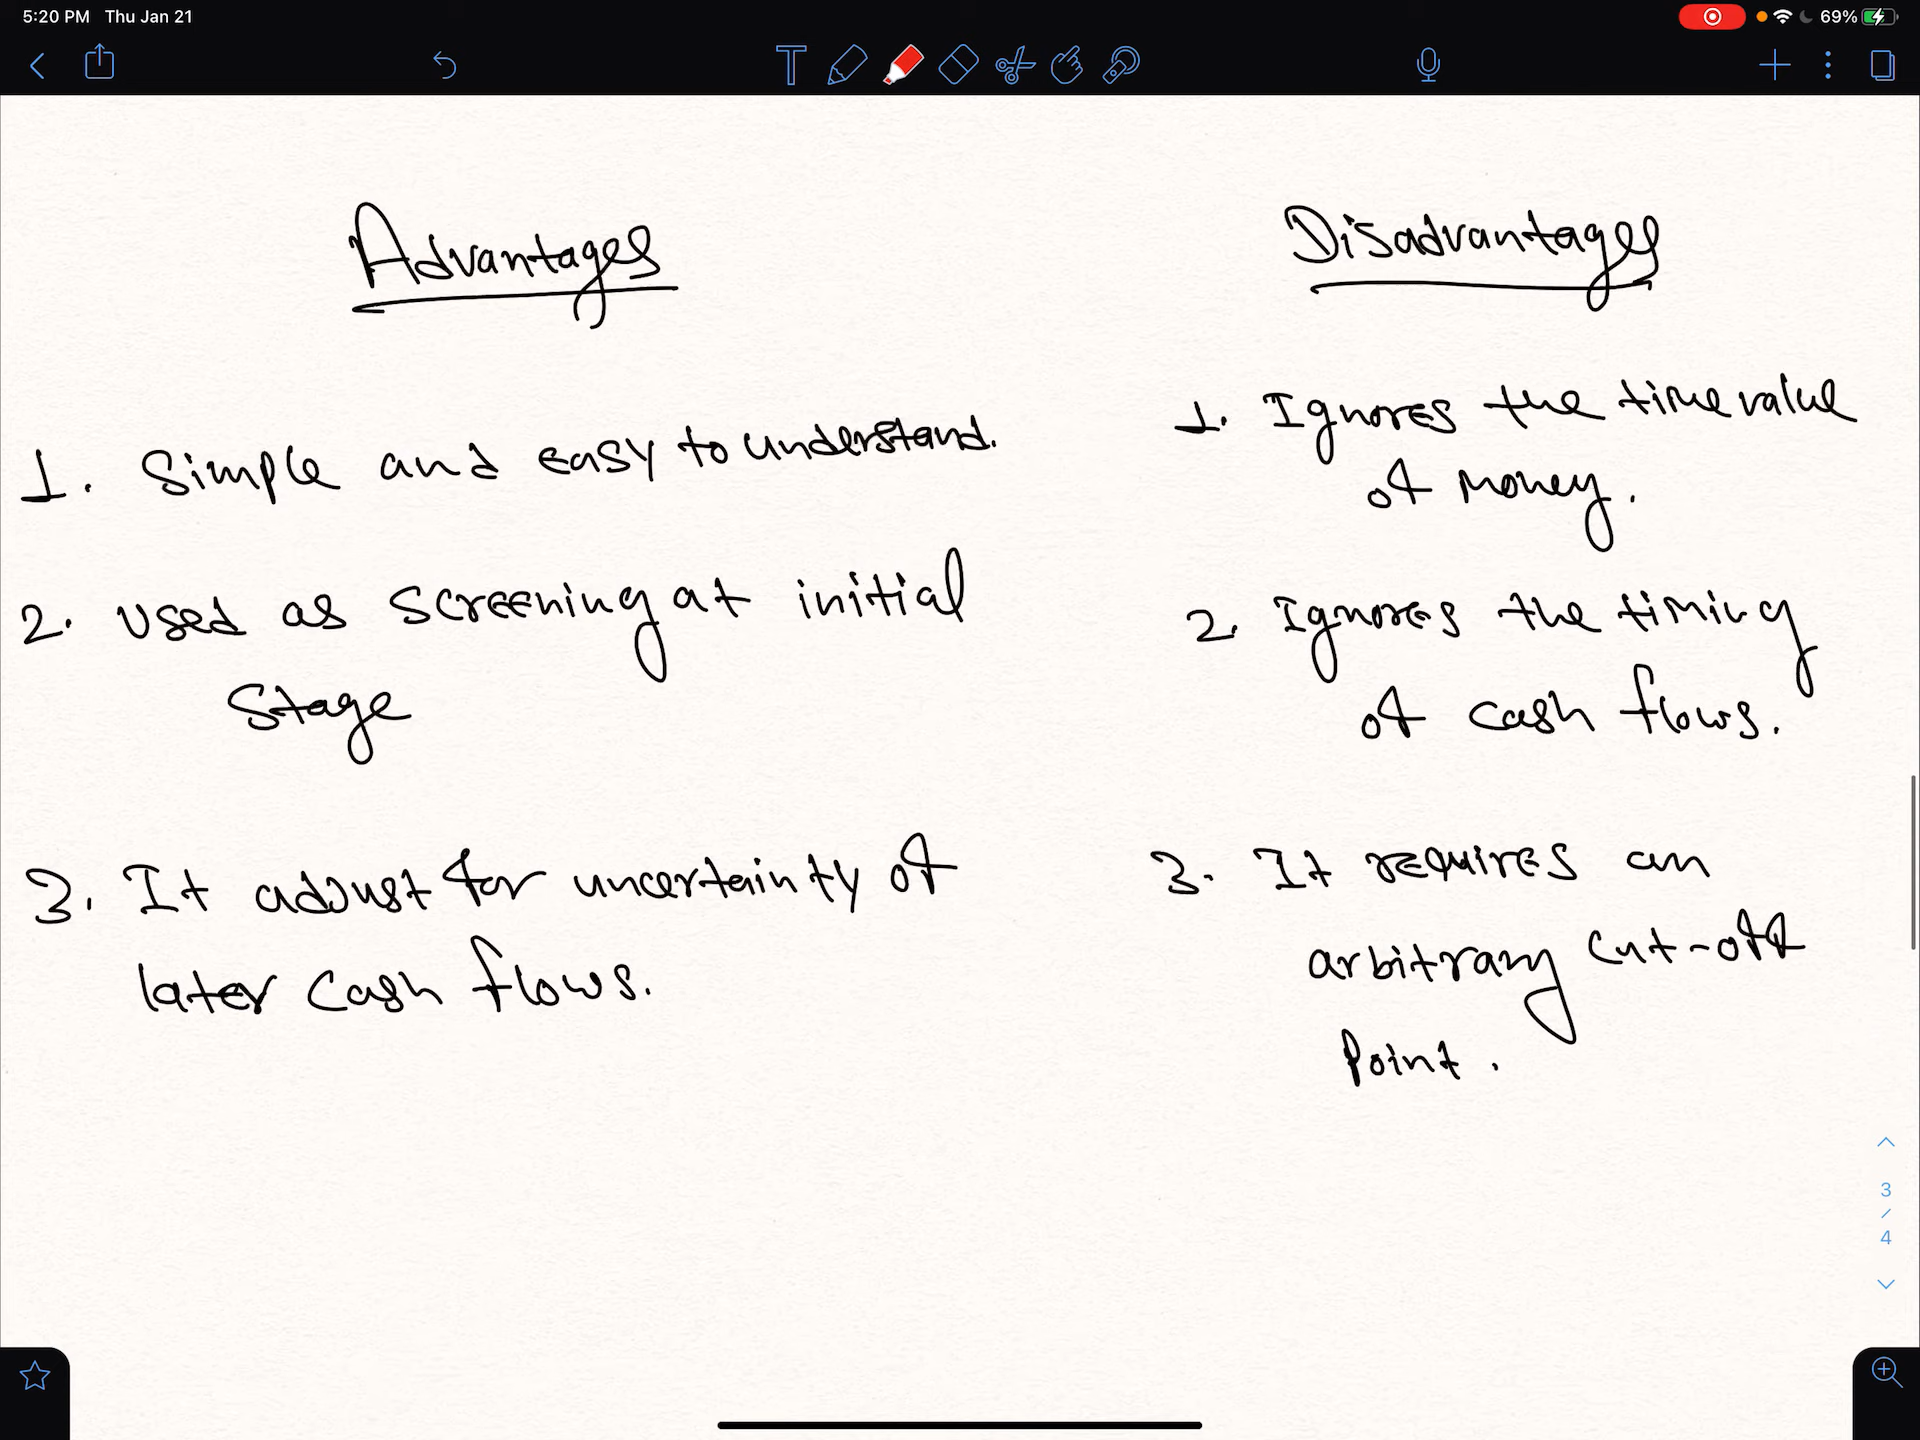 5:20 PM Thu Jan 21
69%
Advantages
1. Simple and easy to understand.
2. Used as screening at initial
stage
3. It adjust for uncertainty of
later cash flows.
Disadvantages
1. Ignores the time value
of money.
2. Ignores the timing
of cash flows.
3. It requires an
arbitrary cut-off
point.
3
/
4